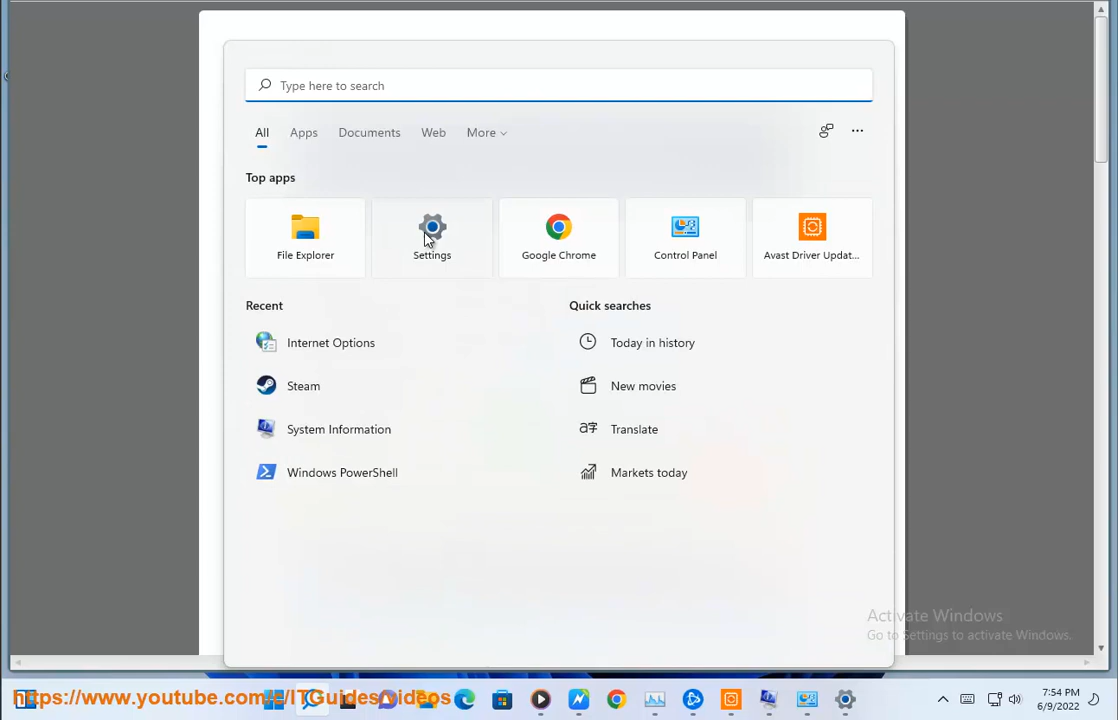 Type here to search
All Apps Documents Web More
Top apps
File Explorer Settings Google Chrome Control Panel Avast Driver Updat...
Recent Quick searches
Internet Options Today in history
Steam New movies
System Information Translate
Windows PowerShell Markets today
Activate Windows
Go to Settings to activate Windows.
https://www.youtube.com/c/ITGuides/videos
7:54 PM
6/9/2022